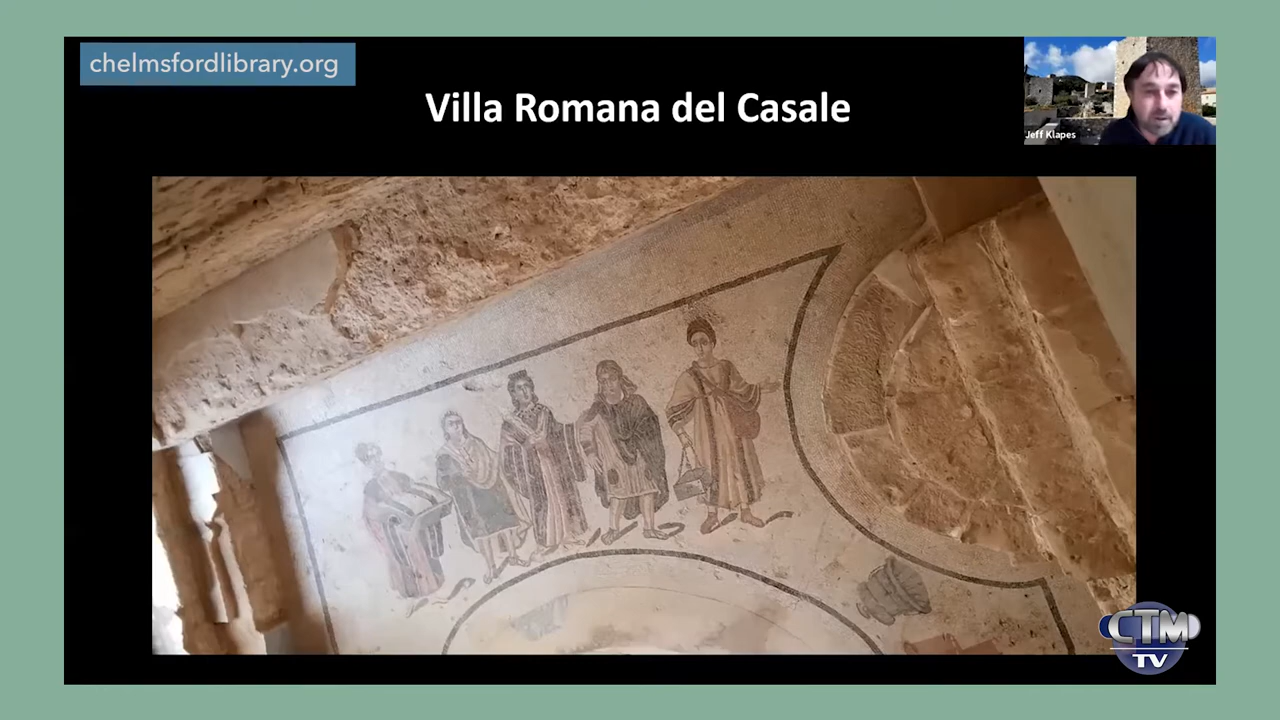 chelmsfordlibrary.org
Villa Romana del Casale
Jeff Klapes
CTM
TV